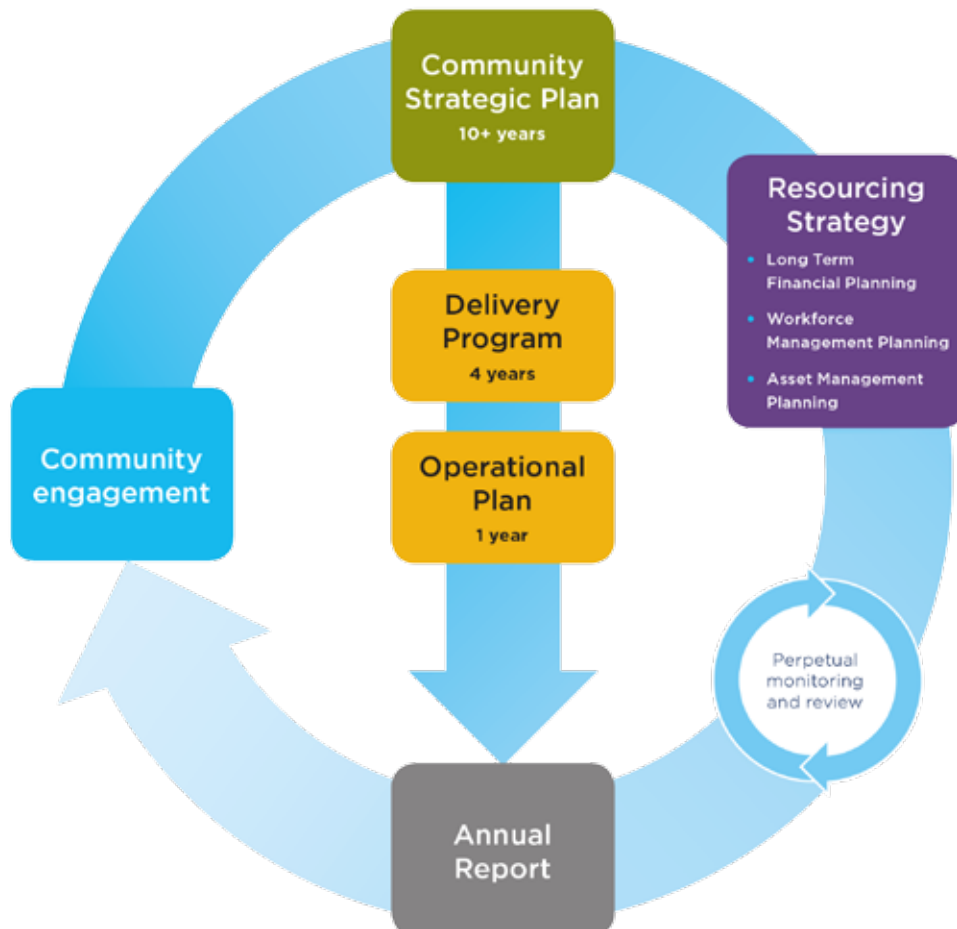 Community
Strategic Plan
10+ years
Resourcing
Strategy
• Long Term
Financial Planning
• Workforce
Management Planning
• Asset Management
Planning
Delivery
Program
4 years
Community
engagement
Operational
Plan
1 year
Perpetual
monitoring
and review
Annual
Report